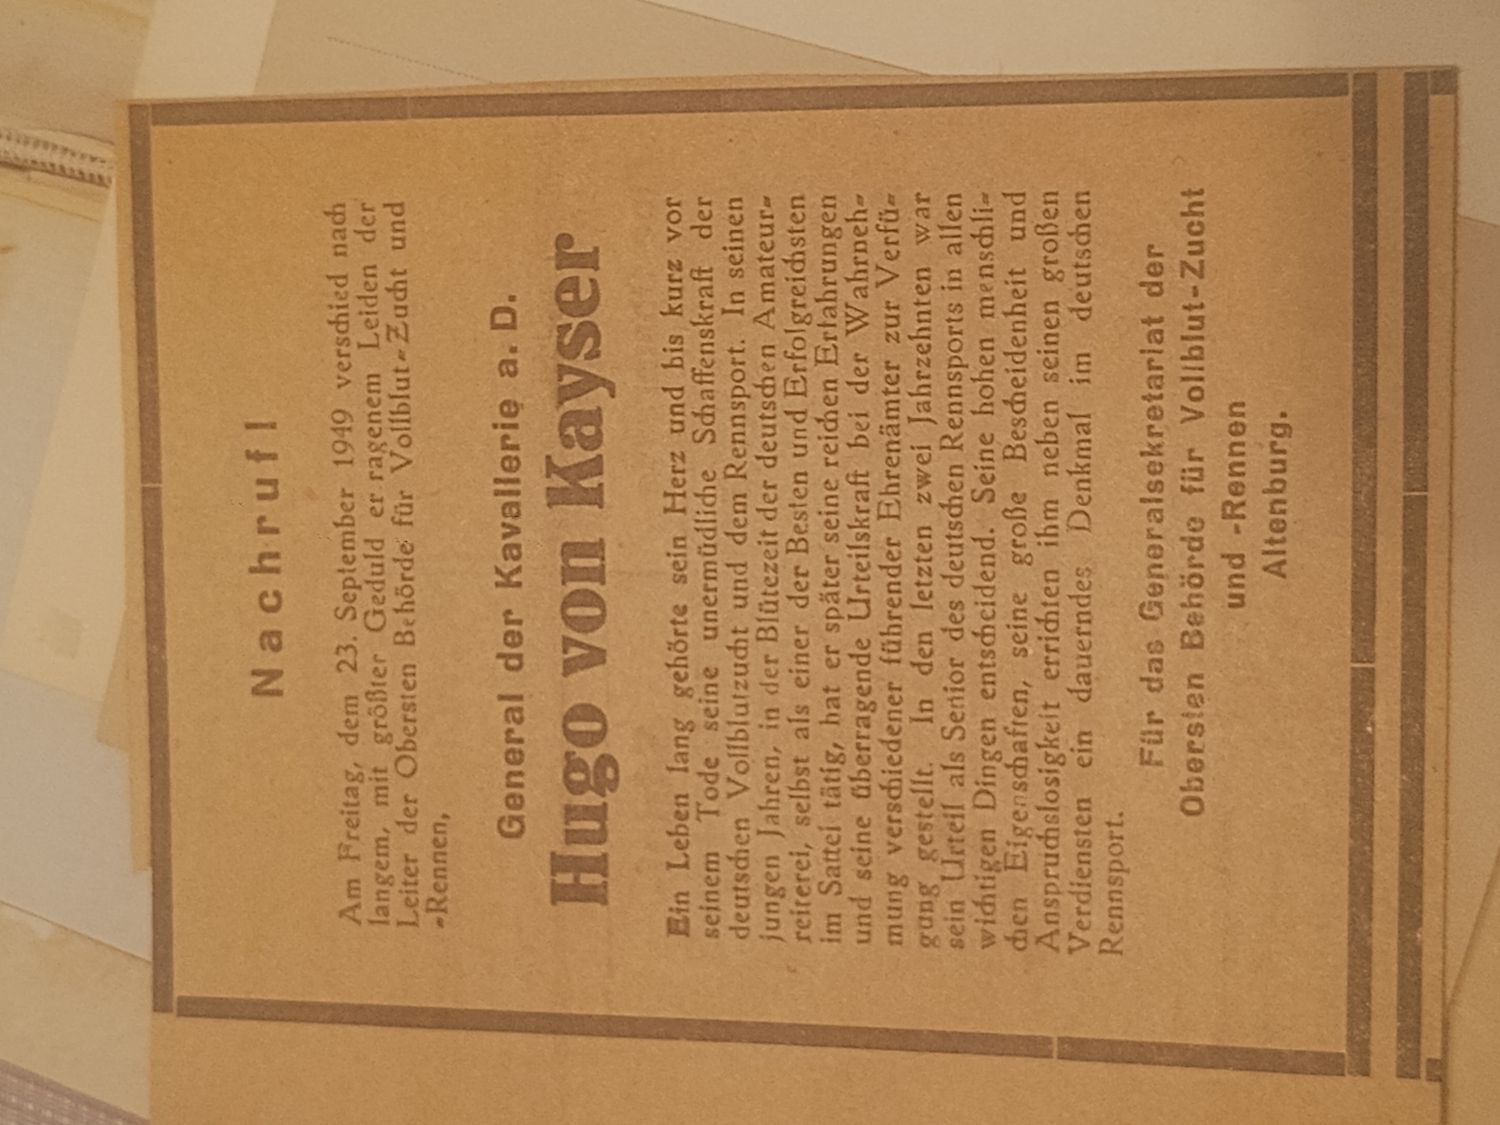 Nachruf!
Am Freitag, dem 23. September 1949 verschied nach
langem, mit größter Geduld er ragenem Leiden der
Leiter der Obersten Behörde für Vollblut-Zucht und
-Rennen,
General der Kavallerie a. D.
Hugo von Kayser
Ein Leben lang gehörte sein Herz und bis kurz vor
seinem Tode seine unermüdliche Schaffenskraft der
deutschen Vollblutzucht und dem Rennsport. In seinen
jungen Jahren, in der Blütezeit der deutschen Amateur-
reiterei, selbst als einer der Besten und Erfolgreichsten
im Sattel tätig, hat er später seine reichen Erfahrungen
und seine überragende Urteilskraft bei der Wahrneh-
mung verschiedener führender Ehrenämter zur Verfü-
gung gestellt. In den letzten zwei Jahrzehnten war
sein Urteil als Senior des deutschen Rennsports in allen
wichtigen Dingen entscheidend. Seine hohen menschli-
chen Eigenschaften, seine große Bescheidenheit und
Anspruchslosigkeit errichten ihm neben seinen großen
Verdiensten ein dauerndes Denkmal im deutschen
Rennsport.
Für das Generalsekretariat der
Obersten Behörde für Vollblut-Zucht
und -Rennen
Altenburg.